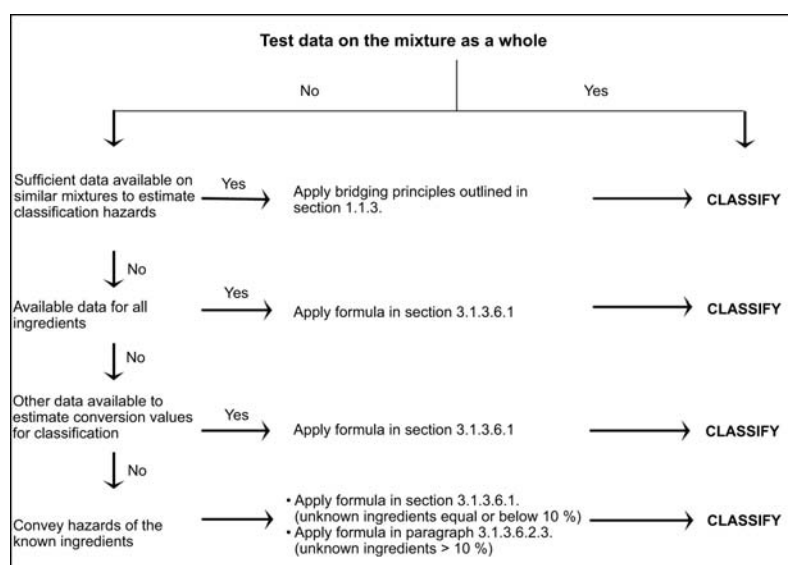 Test data on the mixture as a whole
No
Yes
Sufficient data available on
similar mixtures to estimate
classification hazards
Yes
Apply bridging principles outlined in
section 1.1.3.
CLASSIFY
No
Available data for all
ingredients
Yes
Apply formula in section 3.1.3.6.1
CLASSIFY
No
Other data available to
estimate conversion values
for classification
Yes
Apply formula in section 3.1.3.6.1
CLASSIFY
No
Convey hazards of the
known ingredients
• Apply formula in section 3.1.3.6.1.
(unknown ingredients equal or below 10 %)
• Apply formula in paragraph 3.1.3.6.2.3.
(unknown ingredients > 10 %)
CLASSIFY